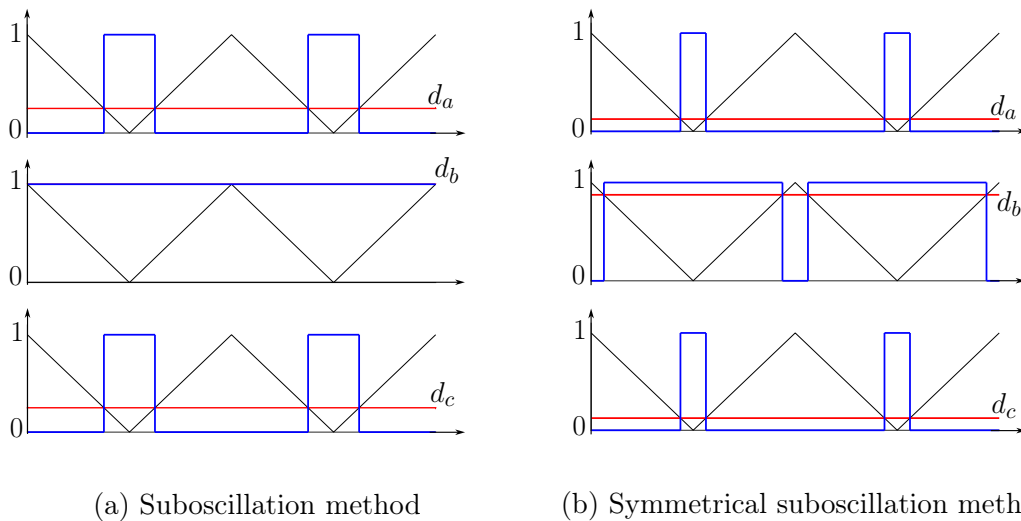 1
0
d_a
1
0
d_b
1
0
d_c
(a) Suboscillation method
1
0
d_a
1
0
d_b
1
0
d_c
(b) Symmetrical suboscillation meth